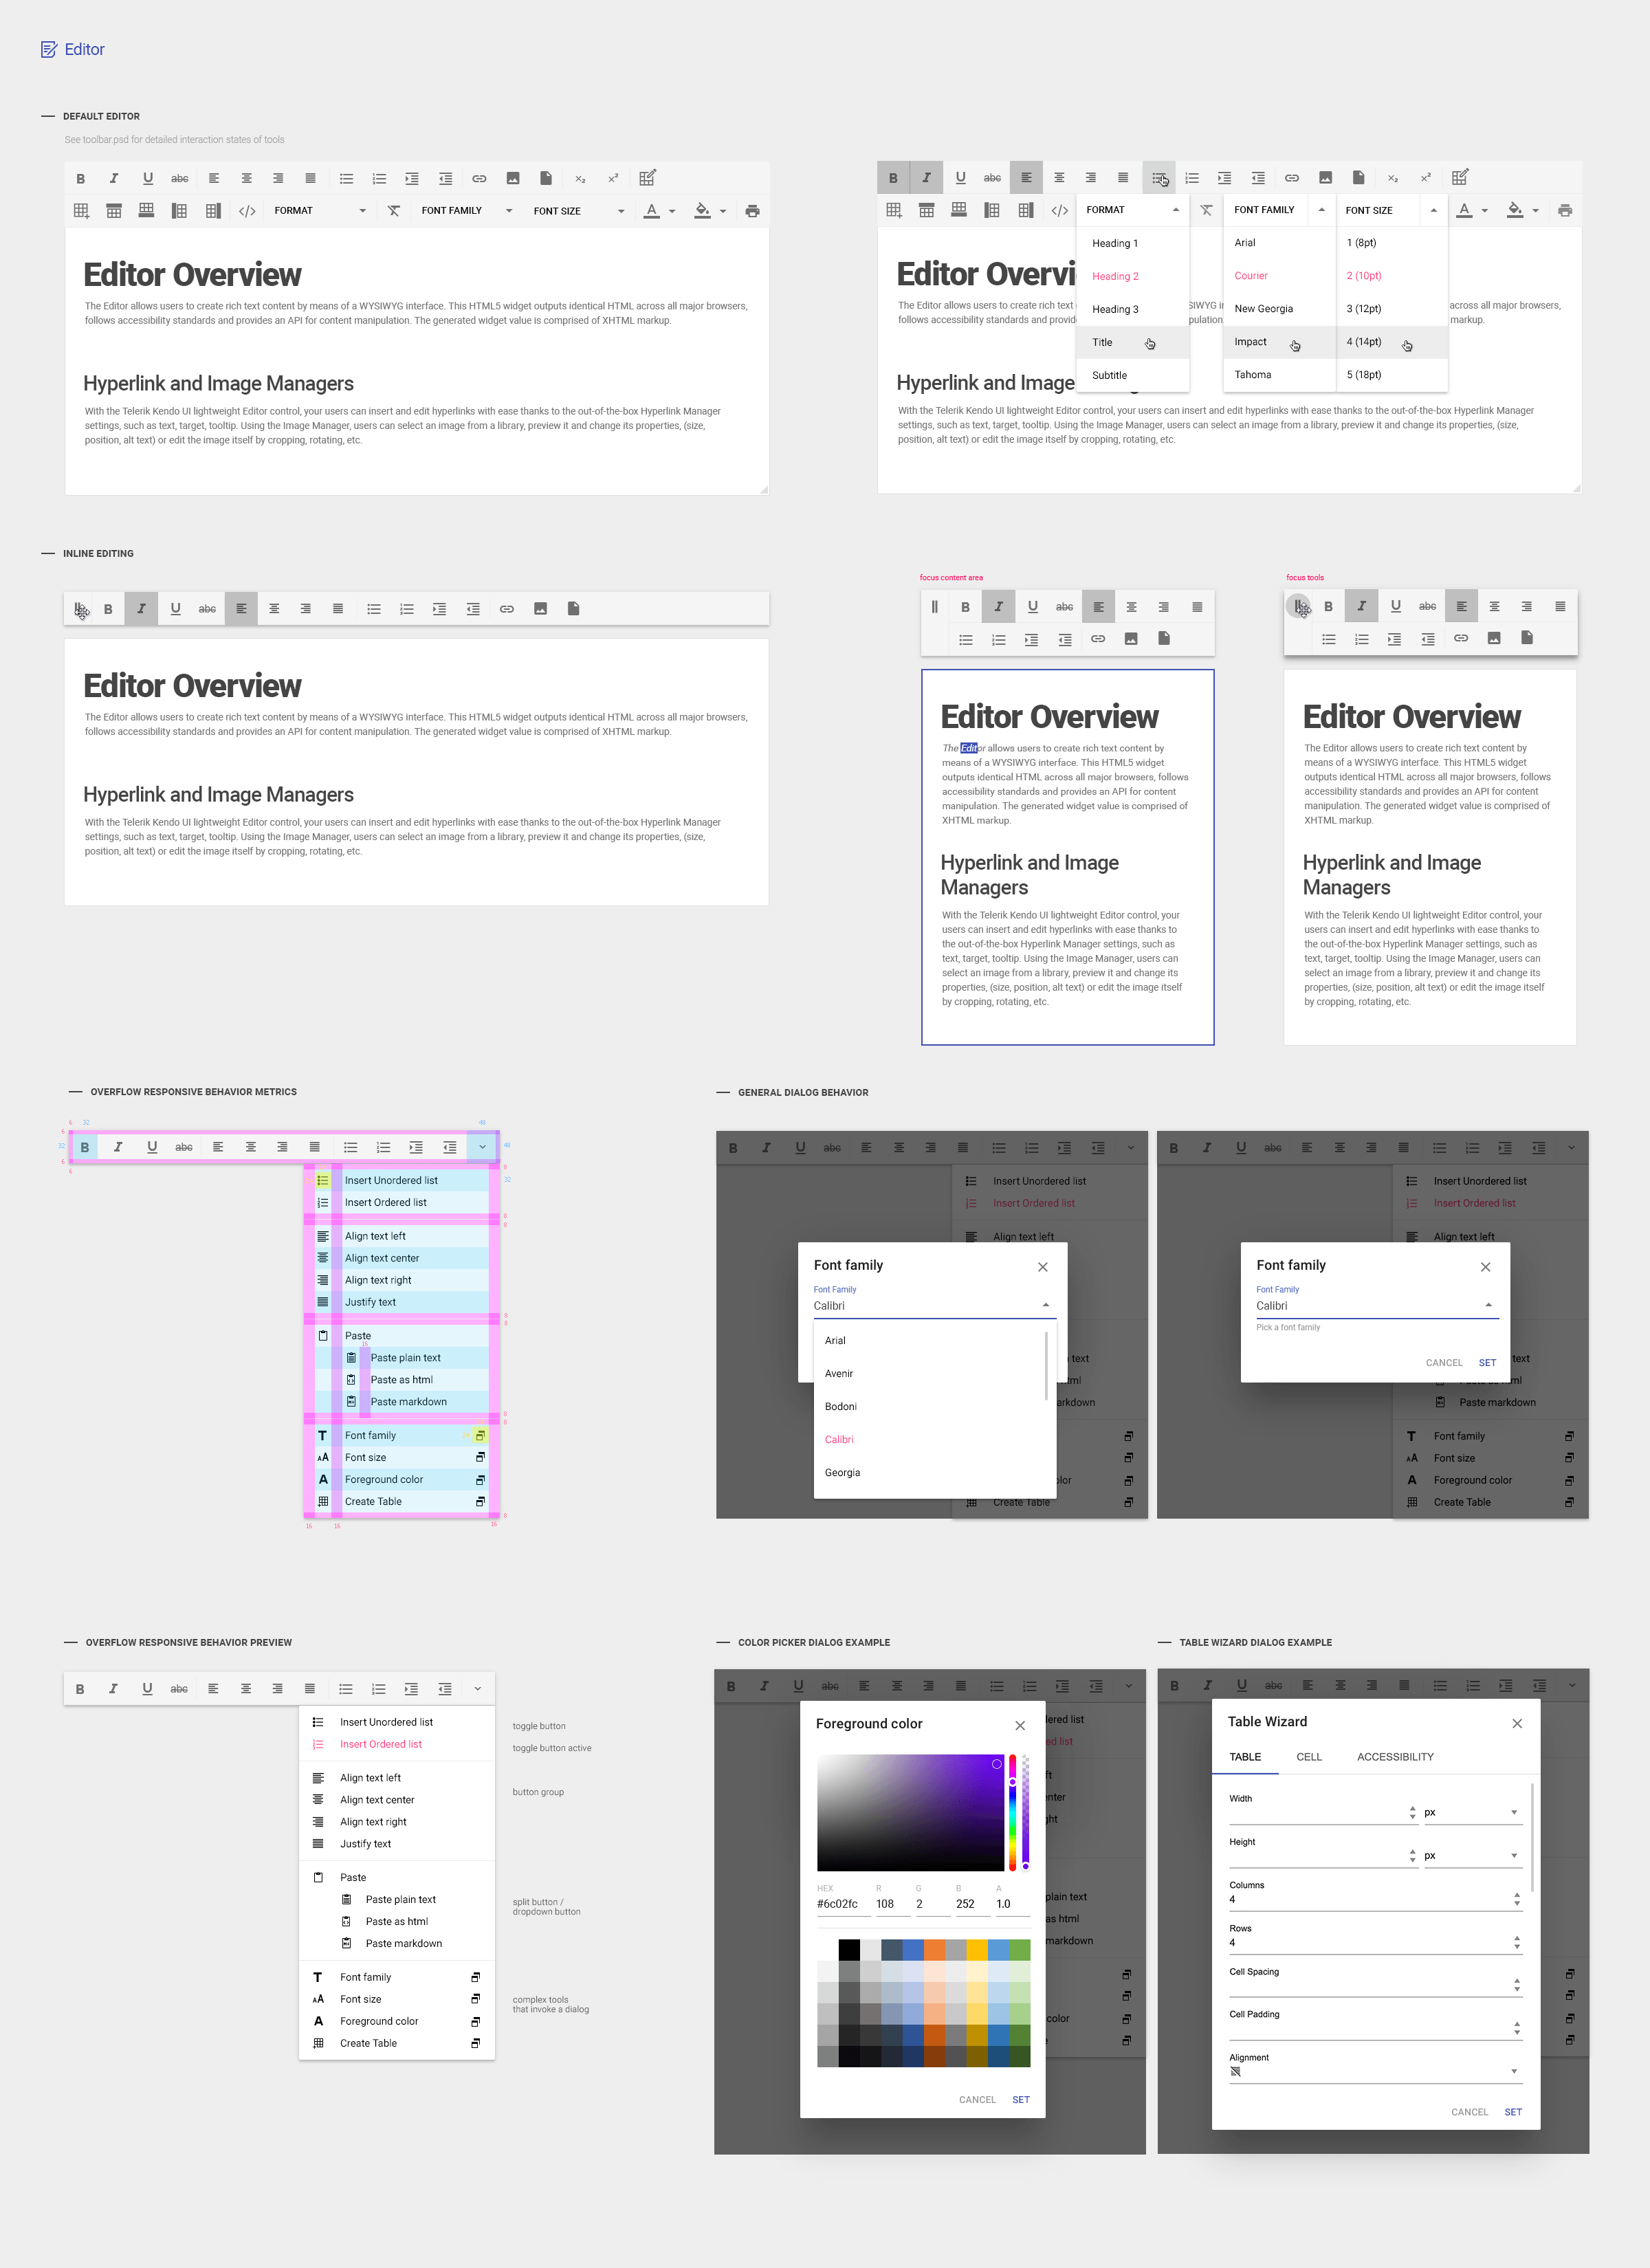 Editor
DEFAULT EDITOR
See toolbar.psd for detailed interaction states of tools
B I U abc x₂ x²
</> FORMAT FONT FAMILY FONT SIZE A
Editor Overview
The Editor allows users to create rich text content by means of a WYSIWYG interface. This HTML5 widget outputs identical HTML across all major browsers,
follows accessibility standards and provides an API for content manipulation. The generated widget value is comprised of XHTML markup.
Hyperlink and Image Managers
With the Telerik Kendo UI lightweight Editor control, your users can insert and edit hyperlinks with ease thanks to the out-of-the-box Hyperlink Manager
settings, such as text, target, tooltip. Using the Image Manager, users can select an image from a library, preview it and change its properties, (size,
position, alt text) or edit the image itself by cropping, rotating, etc.
B I U abc x₂ x²
</> FORMAT FONT FAMILY FONT SIZE A
Heading 1
Heading 2
Heading 3
Title
Subtitle
Arial
Courier
New Georgia
Impact
Tahoma
1 (8pt)
2 (10pt)
3 (12pt)
4 (14pt)
5 (18pt)
Editor Overvi
The Editor allows users to create rich text SIWYG across all major browsers,
follows accessibility standards and provid pulation. markup.
Hyperlink and Image
With the Telerik Kendo UI lightweight Editor control, your users can insert and edit hyperlinks with ease thanks to the out-of-the-box Hyperlink Manager
settings, such as text, target, tooltip. Using the Image Manager, users can select an image from a library, preview it and change its properties, (size,
position, alt text) or edit the image itself by cropping, rotating, etc.
INLINE EDITING
B I U abc
Editor Overview
The Editor allows users to create rich text content by means of a WYSIWYG interface. This HTML5 widget outputs identical HTML across all major browsers,
follows accessibility standards and provides an API for content manipulation. The generated widget value is comprised of XHTML markup.
Hyperlink and Image Managers
With the Telerik Kendo UI lightweight Editor control, your users can insert and edit hyperlinks with ease thanks to the out-of-the-box Hyperlink Manager
settings, such as text, target, tooltip. Using the Image Manager, users can select an image from a library, preview it and change its properties, (size,
position, alt text) or edit the image itself by cropping, rotating, etc.
focus content area
B I U abc
Editor Overview
The Editor allows users to create rich text content by
means of a WYSIWYG interface. This HTML5 widget
outputs identical HTML across all major browsers, follows
accessibility standards and provides an API for content
manipulation. The generated widget value is comprised of
XHTML markup.
Hyperlink and Image
Managers
With the Telerik Kendo UI lightweight Editor control, your
users can insert and edit hyperlinks with ease thanks to
the out-of-the-box Hyperlink Manager settings, such as
text, target, tooltip. Using the Image Manager, users can
select an image from a library, preview it and change its
properties, (size, position, alt text) or edit the image itself
by cropping, rotating, etc.
focus tools
B I U abc
Editor Overview
The Editor allows users to create rich text content by
means of a WYSIWYG interface. This HTML5 widget
outputs identical HTML across all major browsers, follows
accessibility standards and provides an API for content
manipulation. The generated widget value is comprised of
XHTML markup.
Hyperlink and Image
Managers
With the Telerik Kendo UI lightweight Editor control, your
users can insert and edit hyperlinks with ease thanks to
the out-of-the-box Hyperlink Manager settings, such as
text, target, tooltip. Using the Image Manager, users can
select an image from a library, preview it and change its
properties, (size, position, alt text) or edit the image itself
by cropping, rotating, etc.
OVERFLOW RESPONSIVE BEHAVIOR METRICS
6 32 48
6
32 B I U abc 48
6
6
8
Insert Unordered list 32
Insert Ordered list
8
8
Align text left
Align text center
Align text right
Justify text
8
8
Paste
16
Paste plain text
Paste as html
Paste markdown
8
8
T Font family
AA Font size
A Foreground color
Create Table
8
16 16 16
GENERAL DIALOG BEHAVIOR
B I U abc
Insert Unordered list
Insert Ordered list
Align text left
Font family
Font Family
Calibri
Arial
Avenir
Bodoni
Calibri
Georgia
text
tml
arkdown
lor
Create Table
B I U abc
Insert Unordered list
Insert Ordered list
Align text left
Font family
Font Family
Calibri
Pick a font family
CANCEL SET
text
Paste as html
Paste markdown
T Font family
AA Font size
A Foreground color
Create Table
OVERFLOW RESPONSIVE BEHAVIOR PREVIEW
B I U abc
Insert Unordered list
Insert Ordered list
Align text left
Align text center
Align text right
Justify text
Paste
Paste plain text
Paste as html
Paste markdown
T Font family
AA Font size
A Foreground color
Create Table
toggle button
toggle button active
button group
split button /
dropdown button
complex tools
that invoke a dialog
COLOR PICKER DIALOG EXAMPLE
B I U abc
Foreground color
HEX R G B A
#6c02fc 108 2 252 1.0
CANCEL SET
ered list
ed list
ft
nter
ht
plain text
as html
markdown
color
e
TABLE WIZARD DIALOG EXAMPLE
B I U abc
Table Wizard
TABLE CELL ACCESSIBILITY
Width
px
Height
px
Columns
4
Rows
4
Cell Spacing
Cell Padding
Alignment
CANCEL SET